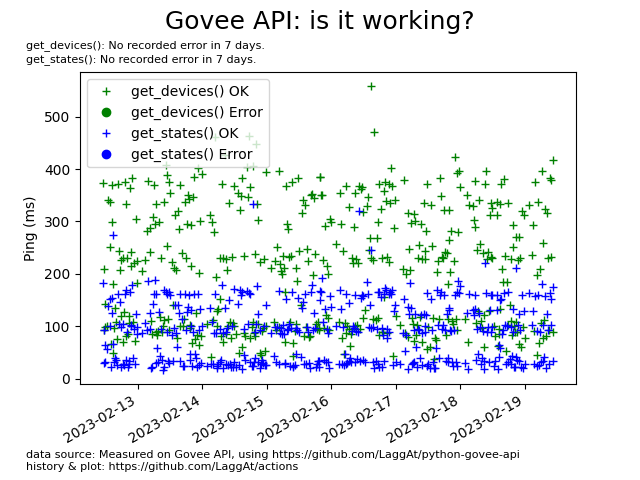 Govee API: is it working?
get_devices(): No recorded error in 7 days.
get_states(): No recorded error in 7 days.
get_devices() OK
get_devices() Error
get_states() OK
get_states() Error
Ping (ms)
500
400
300
200
100
0
2023-02-13
2023-02-14
2023-02-15
2023-02-16
2023-02-17
2023-02-18
2023-02-19
data source: Measured on Govee API, using https://github.com/LaggAt/python-govee-api
history & plot: https://github.com/LaggAt/actions